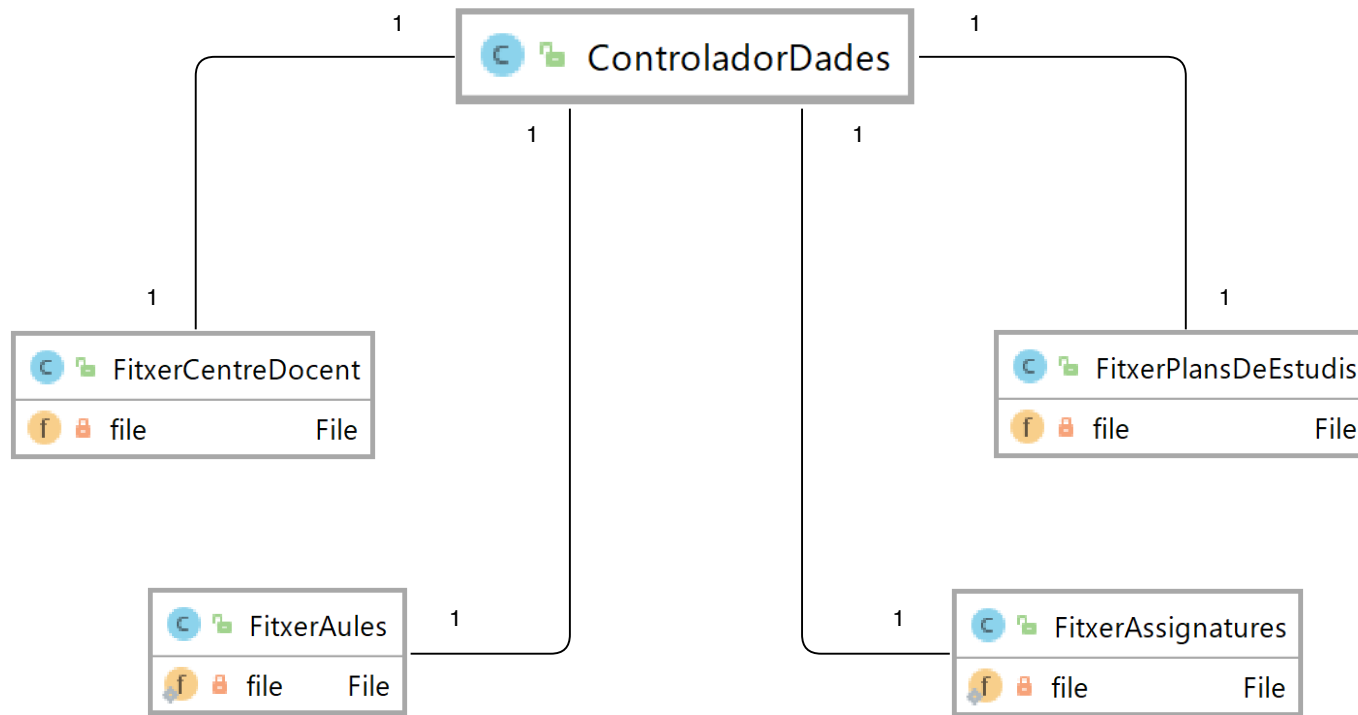 1
ControladorDades
1
1
1
1
1
C FitxerCentreDocent
f file File
C FitxerPlansDeEstudis
f file File
1
1
C FitxerAules
f file File
C FitxerAssignatures
f file File